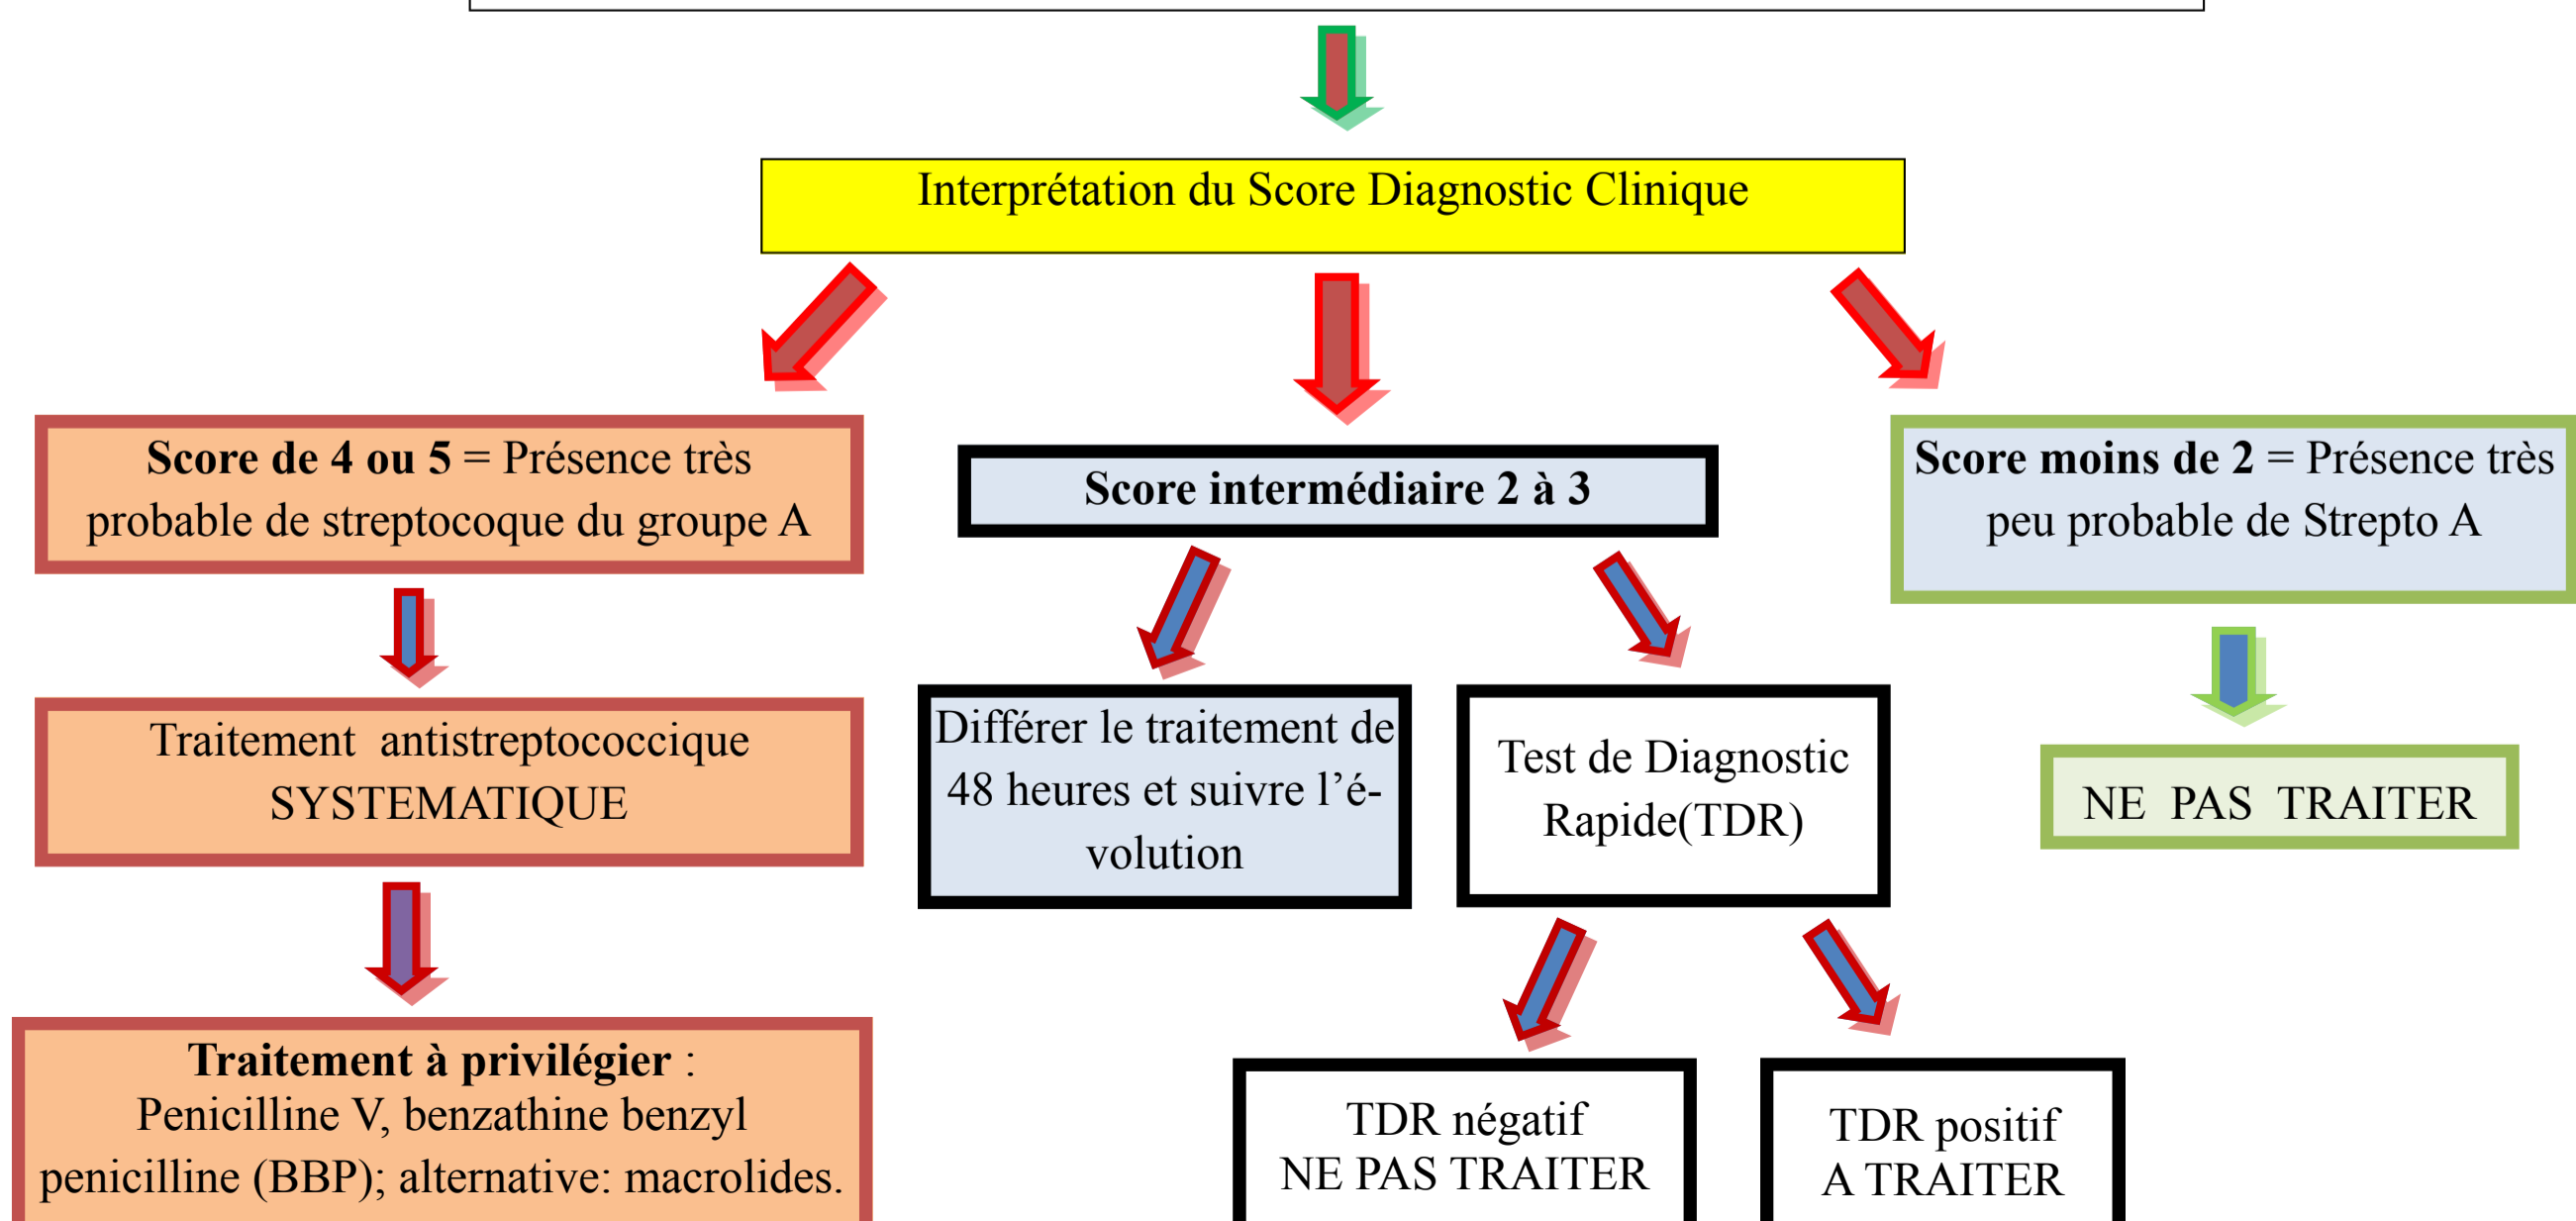 Interprétation du Score Diagnostic Clinique
Score de 4 ou 5 = Présence très
probable de streptocoque du groupe A
Score intermédiaire 2 à 3
Score moins de 2 = Présence très
peu probable de Strepto A
Traitement antistreptococcique
SYSTEMATIQUE
Différer le traitement de
48 heures et suivre l’é-
volution
Test de Diagnostic
Rapide(TDR)
NE PAS TRAITER
Traitement à privilégier :
Penicilline V, benzathine benzyl
penicilline (BBP); alternative: macrolides.
TDR négatif
NE PAS TRAITER
TDR positif
A TRAITER